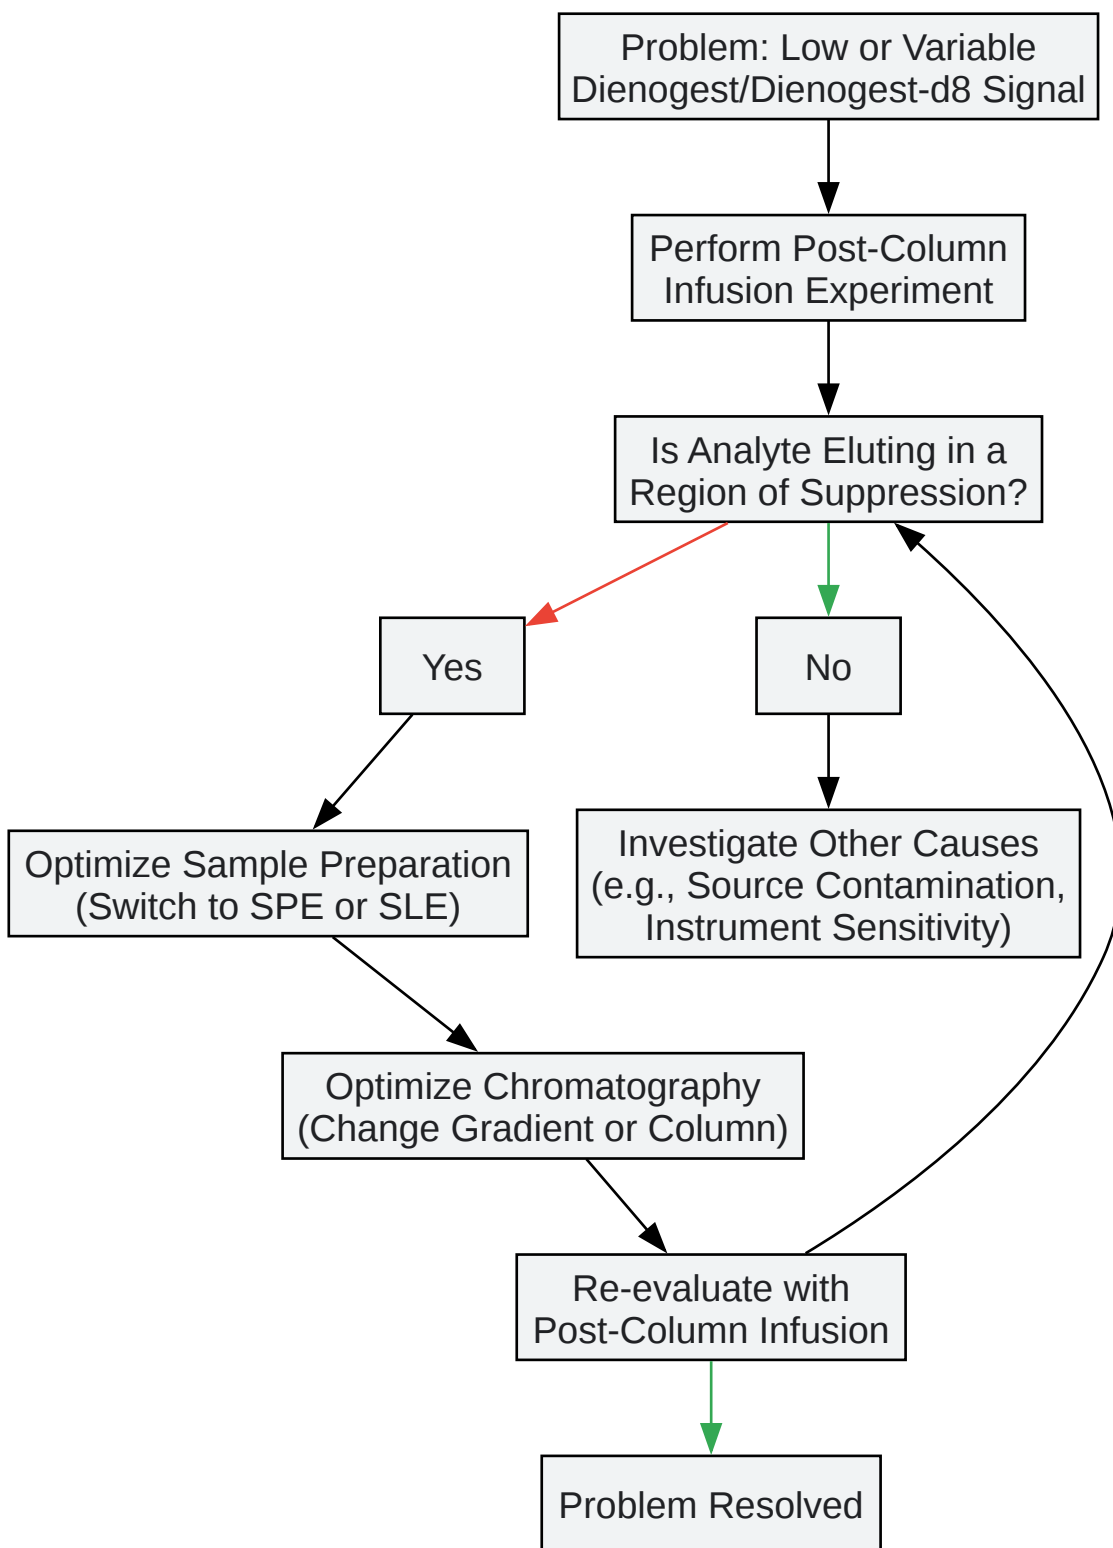 Problem: Low or Variable
Dienogest/Dienogest-d8 Signal
Perform Post-Column
Infusion Experiment
Is Analyte Eluting in a
Region of Suppression?
Yes
No
Optimize Sample Preparation
(Switch to SPE or SLE)
Investigate Other Causes
(e.g., Source Contamination,
Instrument Sensitivity)
Optimize Chromatography
(Change Gradient or Column)
Re-evaluate with
Post-Column Infusion
Problem Resolved